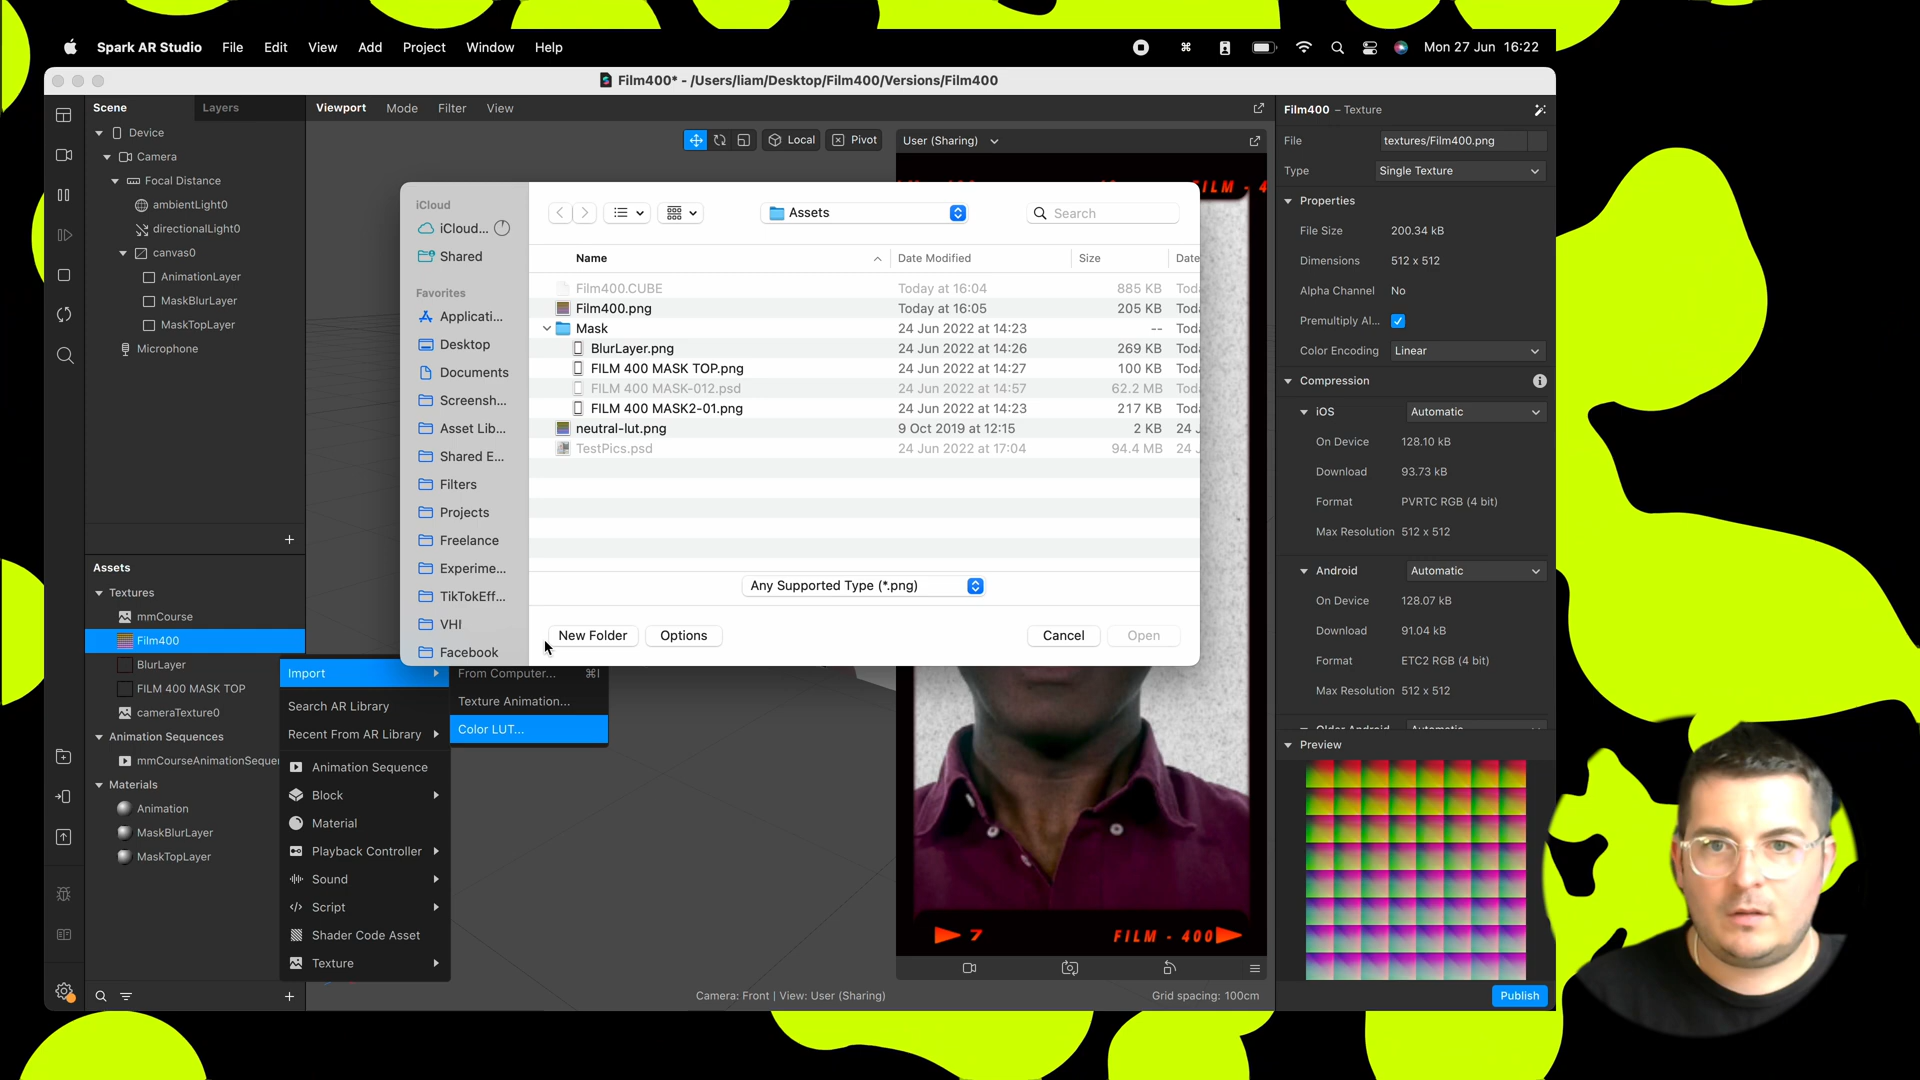 Spark AR Studio File Edit View Add Project Window Help
Mon 27 Jun 16:22
Film400* - /Users/liam/Desktop/Film400/Versions/Film400
Scene
Layers
Device
Camera
Focal Distance
ambientLight0
directionalLight0
canvas0
AnimationLayer
MaskBlurLayer
MaskTopLayer
Microphone
Assets
Textures
mmCourse
Film400
BlurLayer
FILM 400 MASK TOP
cameraTexture0
Animation Sequences
mmCourseAnimationSeque
Materials
Animation
MaskBlurLayer
MaskTopLayer
Viewport Mode Filter View
Local
Pivot
User (Sharing)
iCloud
iCloud...
Shared
Favorites
Applicati...
Desktop
Documents
Screensh...
Asset Lib...
Shared E...
Filters
Projects
Freelance
Experime...
TikTokEff...
VHI
Facebook
Assets
Search
Name Date Modified Size Date
Film400.CUBE Today at 16:04 885 KB Tod
Film400.png Today at 16:05 205 KB Tod
Mask 24 Jun 2022 at 14:23 -- Tod
BlurLayer.png 24 Jun 2022 at 14:26 269 KB Tod
FILM 400 MASK TOP.png 24 Jun 2022 at 14:27 100 KB Tod
FILM 400 MASK-012.psd 24 Jun 2022 at 14:57 62.2 MB Tod
FILM 400 MASK2-01.png 24 Jun 2022 at 14:23 217 KB Tod
neutral-lut.png 9 Oct 2019 at 12:15 2 KB 24 J
TestPics.psd 24 Jun 2022 at 17:04 94.4 MB 24 J
Any Supported Type (*.png)
New Folder
Options
Cancel
Open
Import
Search AR Library
Recent From AR Library
Animation Sequence
Block
Material
Playback Controller
Sound
Script
Shader Code Asset
Texture
From Computer... ⌘I
Texture Animation...
Color LUT...
FILM - 4
7
FILM - 400
Camera: Front | View: User (Sharing)
Grid spacing: 100cm
Film400 – Texture
File textures/Film400.png
Type Single Texture
Properties
File Size 200.34 kB
Dimensions 512 x 512
Alpha Channel No
Premultiply Al...
Color Encoding Linear
Compression
iOS Automatic
On Device 128.10 kB
Download 93.73 kB
Format PVRTC RGB (4 bit)
Max Resolution 512 x 512
Android Automatic
On Device 128.07 kB
Download 91.04 kB
Format ETC2 RGB (4 bit)
Max Resolution 512 x 512
Older Android Automatic
Preview
Publish